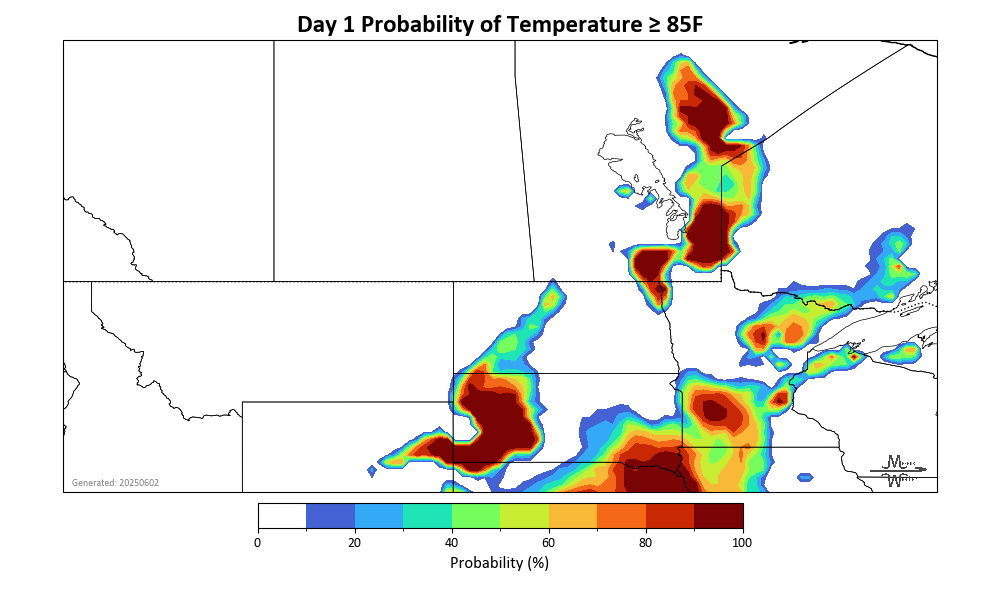 Day 1 Probability of Temperature ≥ 85F
Generated: 20250602
0 20 40 60 80 100
Probability (%)